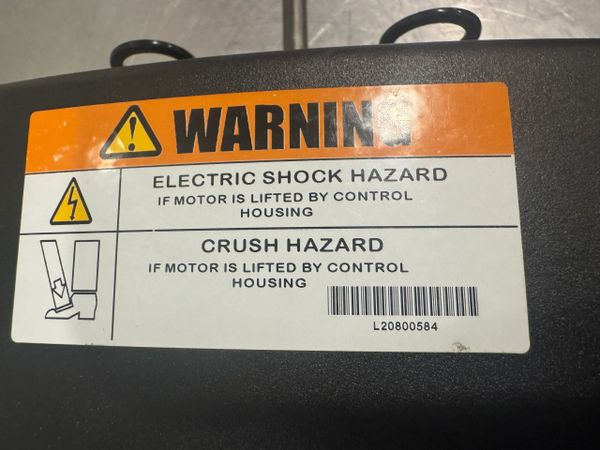 WARNING
ELECTRIC SHOCK HAZARD
IF MOTOR IS LIFTED BY CONTROL
HOUSING
CRUSH HAZARD
IF MOTOR IS LIFTED BY CONTROL
HOUSING
L20800584